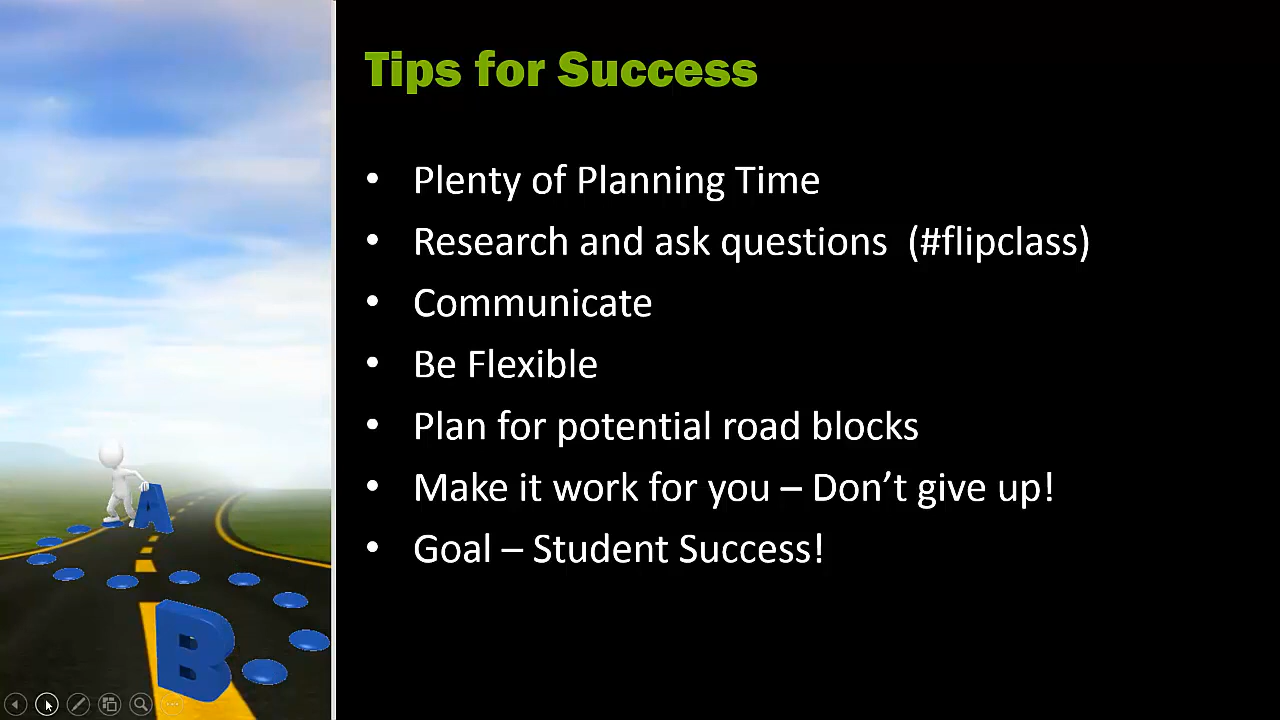 Tips for Success
• Plenty of Planning Time
• Research and ask questions  (#flipclass)
• Communicate
• Be Flexible
• Plan for potential road blocks
• Make it work for you – Don’t give up!
• Goal – Student Success!
A
B